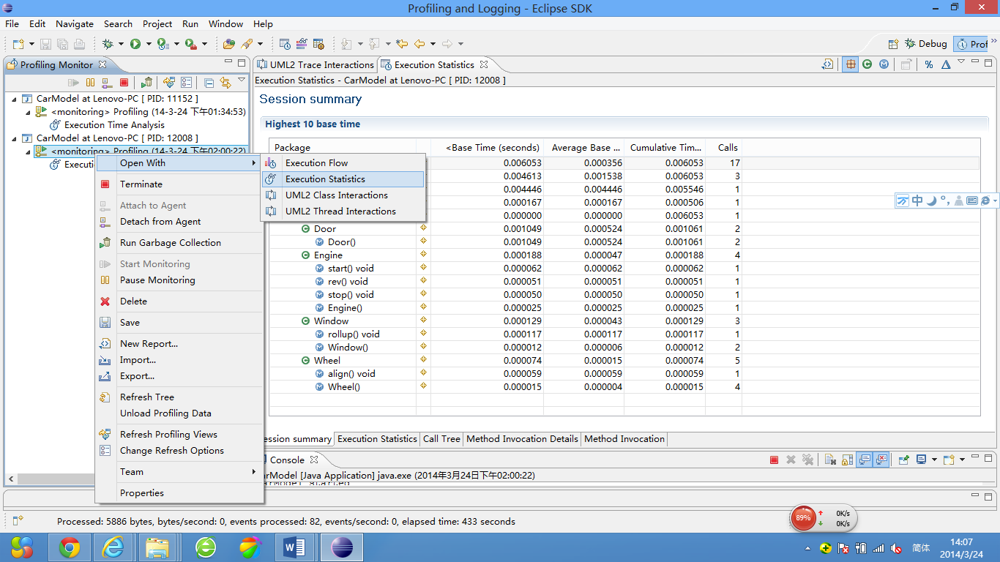 Profiling and Logging - Eclipse SDK
File Edit Navigate Search Project Run Window Help
Debug Prof
Profiling Monitor
CarModel at Lenovo-PC [ PID: 11152 ]
<monitoring> Profiling (14-3-24 下午01:34:53)
Execution Time Analysis
CarModel at Lenovo-PC [ PID: 12008 ]
<monitoring> Profiling (14-3-24 下午02:00:22)
Open With
Terminate
Attach to Agent
Detach from Agent
Run Garbage Collection
Start Monitoring
Pause Monitoring
Delete
Save
New Report...
Import...
Export...
Refresh Tree
Unload Profiling Data
Refresh Profiling Views
Change Refresh Options
Team
Properties
Execution Flow
Execution Statistics
UML2 Class Interactions
UML2 Thread Interactions
UML2 Trace Interactions Execution Statistics
Execution Statistics - CarModel at Lenovo-PC [ PID: 12008 ]
Session summary
Highest 10 base time
Package <Base Time (seconds) Average Base ... Cumulative Tim... Calls
0.006053 0.000356 0.006053 17
0.004613 0.001538 0.006053 3
0.004446 0.004446 0.005546 1
0.000167 0.000167 0.000506 1
0.000000 0.000000 0.006053 1
Door 0.001049 0.000524 0.001061 2
Door() 0.001049 0.000524 0.001061 2
Engine 0.000188 0.000047 0.000188 4
start() void 0.000062 0.000062 0.000062 1
rev() void 0.000051 0.000051 0.000051 1
stop() void 0.000050 0.000050 0.000050 1
Engine() 0.000025 0.000025 0.000025 1
Window 0.000129 0.000043 0.000129 3
rollup() void 0.000117 0.000117 0.000117 1
Window() 0.000012 0.000006 0.000012 2
Wheel 0.000074 0.000015 0.000074 5
align() void 0.000059 0.000059 0.000059 1
Wheel() 0.000015 0.000004 0.000015 4
中
ession summary Execution Statistics Call Tree Method Invocation Details Method Invocation
Console
arModel [Java Application] java.exe (2014年3月24日下午02:00:22)
Processed: 5886 bytes, bytes/second: 0, events processed: 82, events/second: 0, elapsed time: 433 seconds
89% 0K/s
0K/s
简体 14:07
2014/3/24